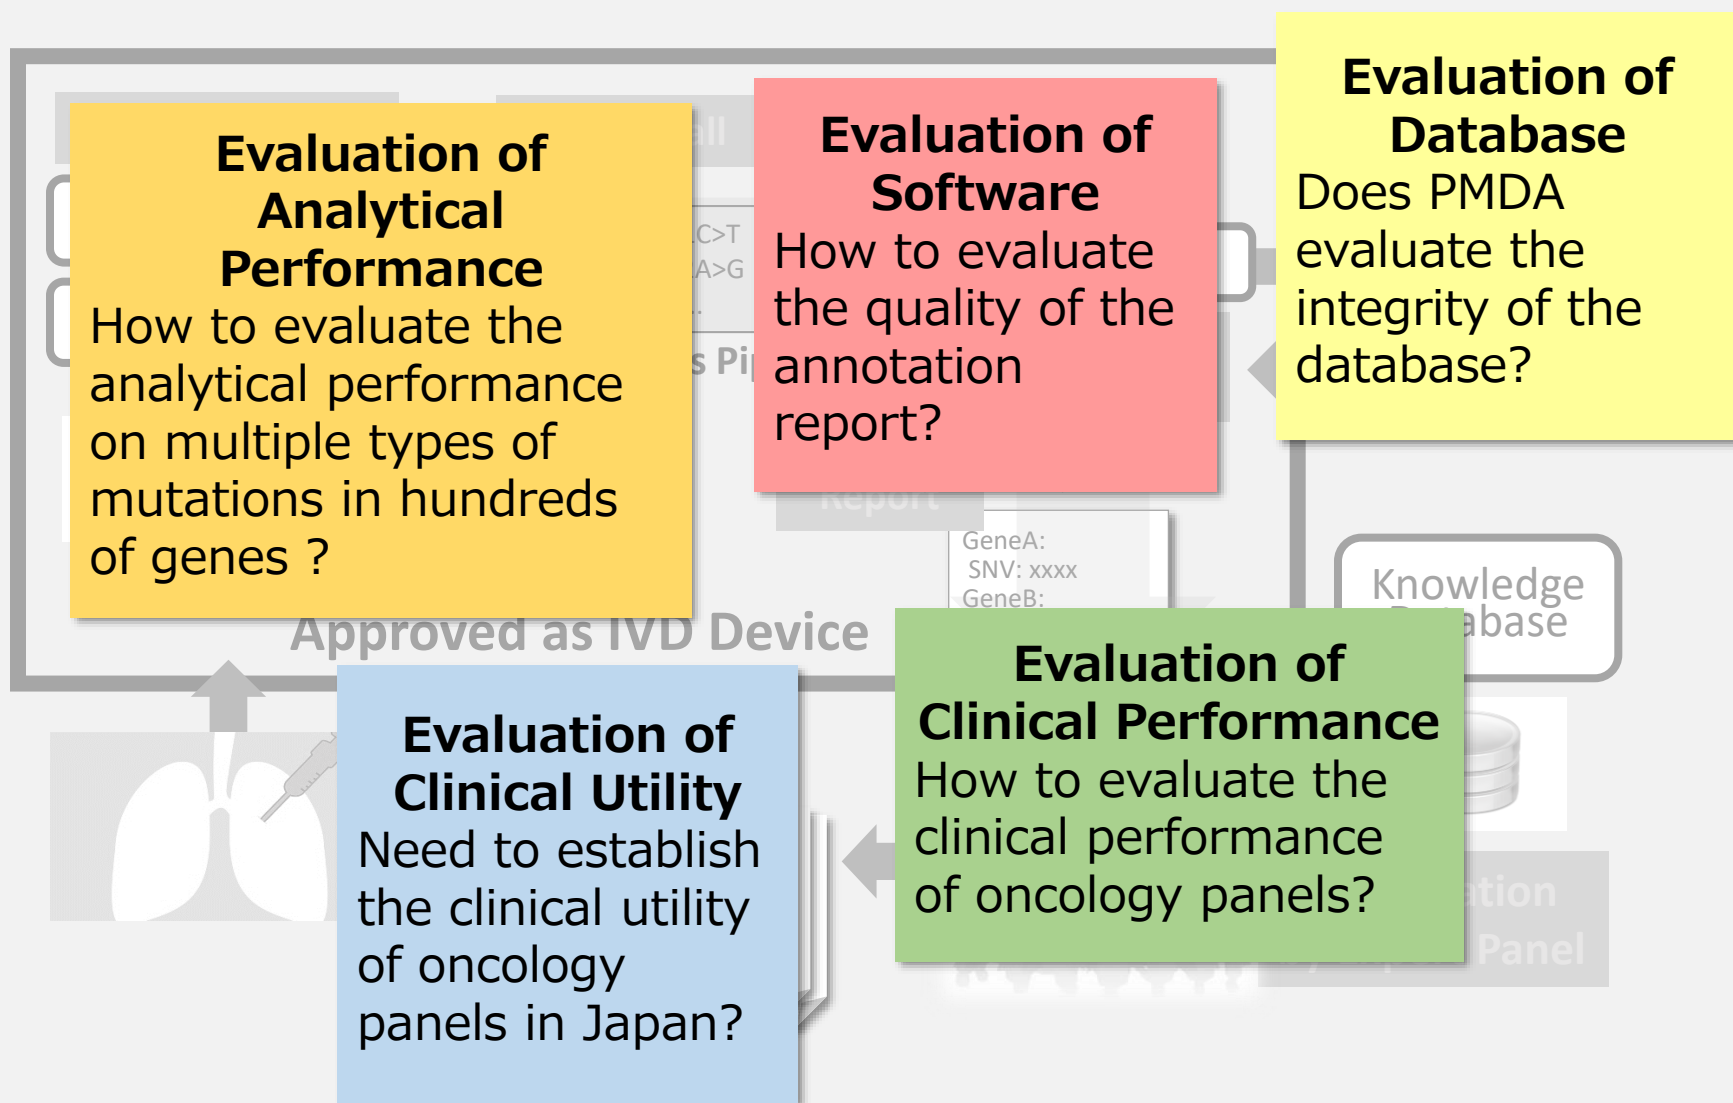 Evaluation of
Analytical
Performance
How to evaluate the
analytical performance
on multiple types of
mutations in hundreds
of genes ?
Evaluation of
Software
How to evaluate
the quality of the
annotation
report?
Evaluation of
Database
Does PMDA
evaluate the
integrity of the
database?
C>T
A>G
Report
GeneA:
SNV: xxxx
GeneB:
Approved as IVD Device
Knowledge
Evaluation of
Clinical Utility
Need to establish
the clinical utility
of oncology
panels in Japan?
Evaluation of
Clinical Performance
How to evaluate the
clinical performance
of oncology panels?
Panel